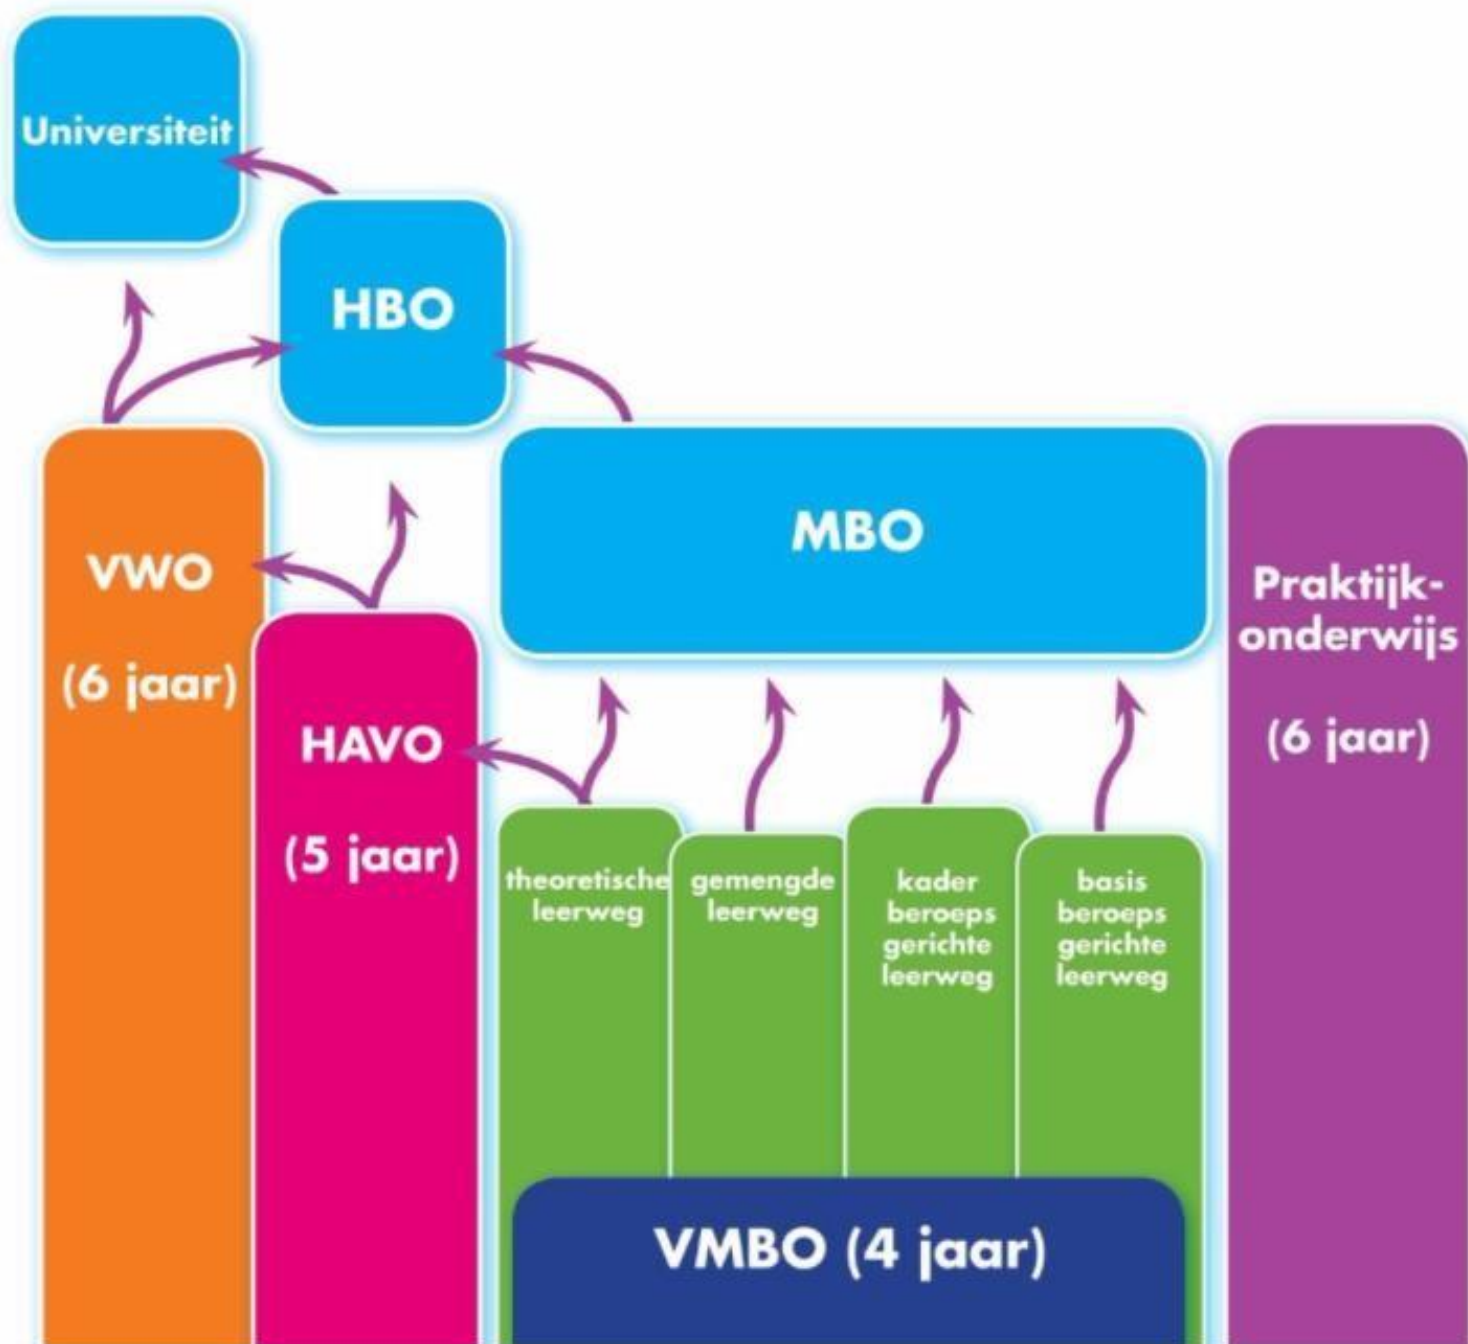 Universiteit
HBO
MBO
VWO
(6 jaar)
HAVO
(5 jaar)
theoretische
leerweg
gemengde
leerweg
kader
beroeps
gerichte
leerweg
basis
beroeps
gerichte
leerweg
VMBO (4 jaar)
Praktijk-
onderwijs
(6 jaar)